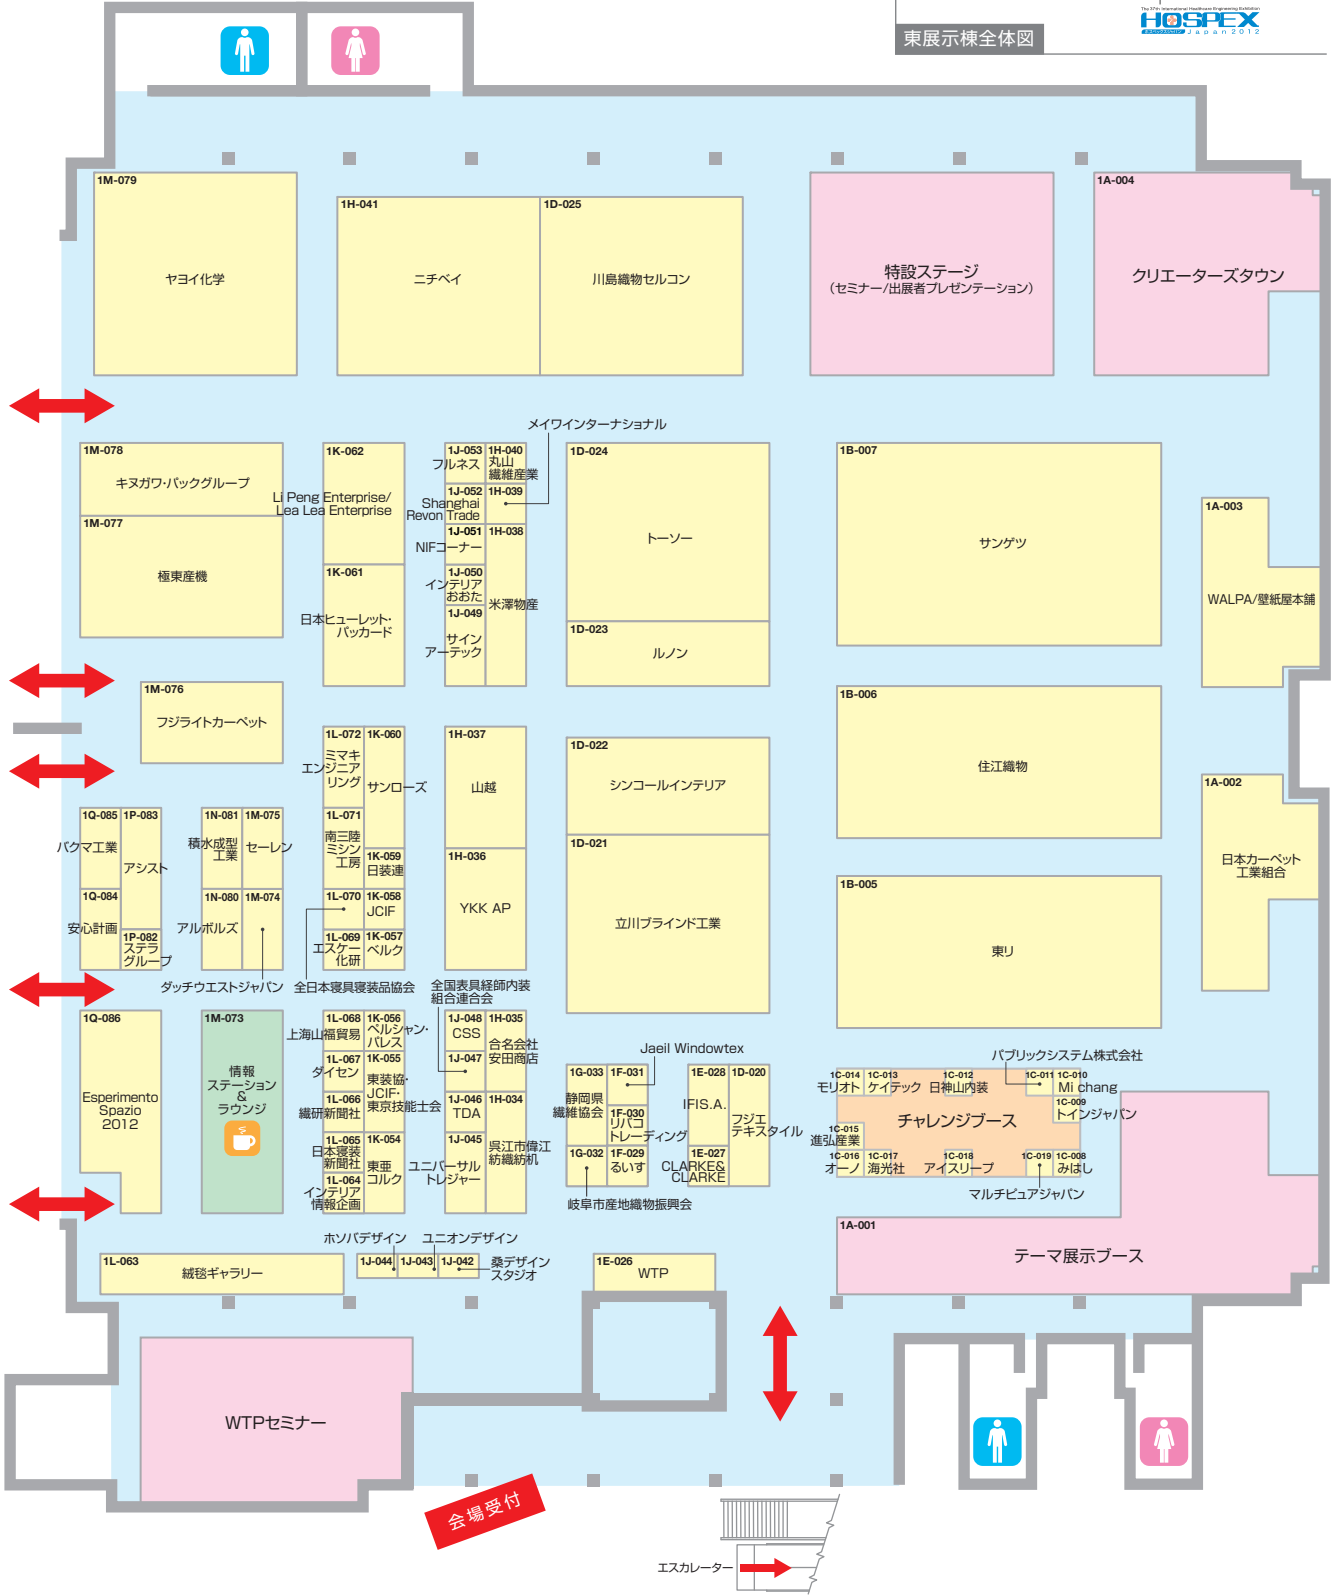 The 37th International Healthcare Engineering Exhibition
HOSPEX
ホスペックスジャパン Japan 2012
東展示棟全体図
1M-079
ヤヨイ化学
1H-041
ニチベイ
1D-025
川島織物セルコン
特設ステージ
（セミナー/出展者プレゼンテーション）
1A-004
クリエーターズタウン
メイワインターナショナル
1M-078
キヌガワ・パックグループ
1M-077
極東産機
1K-062
Li Peng Enterprise/
Lea Lea Enterprise
1K-061
日本ヒューレット・
パッカード
1J-053
フルネス
1H-040
丸山
繊維産業
1J-052
Shanghai
Revon Trade
1H-039
1J-051
NIFコーナー
1H-038
米澤物産
1J-050
インテリア
おおた
1J-049
サイン
アーテック
1D-024
トーソー
1D-023
ルノン
1B-007
サンゲツ
1A-003
WALPA/壁紙屋本舗
1M-076
フジライトカーペット
1L-072
ミマキ
エンジニア
リング
1K-060
サンローズ
1H-037
山越
1D-022
シンコールインテリア
1B-006
住江織物
1A-002
日本カーペット
工業組合
1Q-085
バクマ工業
1P-083
アシスト
1N-081
積水成型
工業
1M-075
セーレン
1L-071
南三陸
ミシン
工房
1K-059
日装連
1H-036
YKK AP
1D-021
立川ブラインド工業
1B-005
東リ
1Q-084
安心計画
1P-082
ステラ
グループ
1N-080
アルボルズ
1M-074
1L-070
1K-058
JCIF
1L-069
エスケー
化研
1K-057
ベルク
ダッチウエストジャパン
全日本寝具寝装品協会
全国表具経師内装
組合連合会
1Q-086
Esperimento
Spazio
2012
1M-073
情報
ステーション
&
ラウンジ
1L-068
上海山福貿易
1K-056
ペルシャン・
パレス
1L-067
ダイセン
1K-055
東装協・
JCIF・
東京技能士会
1L-066
繊研新聞社
1L-065
日本寝装
新聞社
1K-054
東亜
コルク
1L-064
インテリア
情報企画
1J-048
CSS
1H-035
合名会社
安田商店
1J-047
1J-046
TDA
1H-034
呉江市偉江
紡織紡机
1J-045
ユニバーサル
トレジャー
Jaeil Windowtex
1G-033
静岡県
繊維協会
1F-031
1F-030
リバコ
トレーディング
1G-032
1F-029
るいす
岐阜市産地織物振興会
1E-028
IFIS.A.
1D-020
フジエ
テキスタイル
1E-027
CLARKE&
CLARKE
パブリックシステム株式会社
1C-014
モリオト
1C-013
ケイテック
1C-012
日神山内装
1C-011
1C-010
Mi chang
1C-009
トインジャパン
チャレンジブース
1C-015
進弘産業
1C-016
オーノ
1C-017
海光社
1C-018
アイスリープ
1C-019
1C-008
みはし
マルチピュアジャパン
1A-001
テーマ展示ブース
1L-063
絨毯ギャラリー
ホソバデザイン
ユニオンデザイン
1J-044
1J-043
1J-042
桑デザイン
スタジオ
1E-026
WTP
WTPセミナー
会場受付
エスカレーター